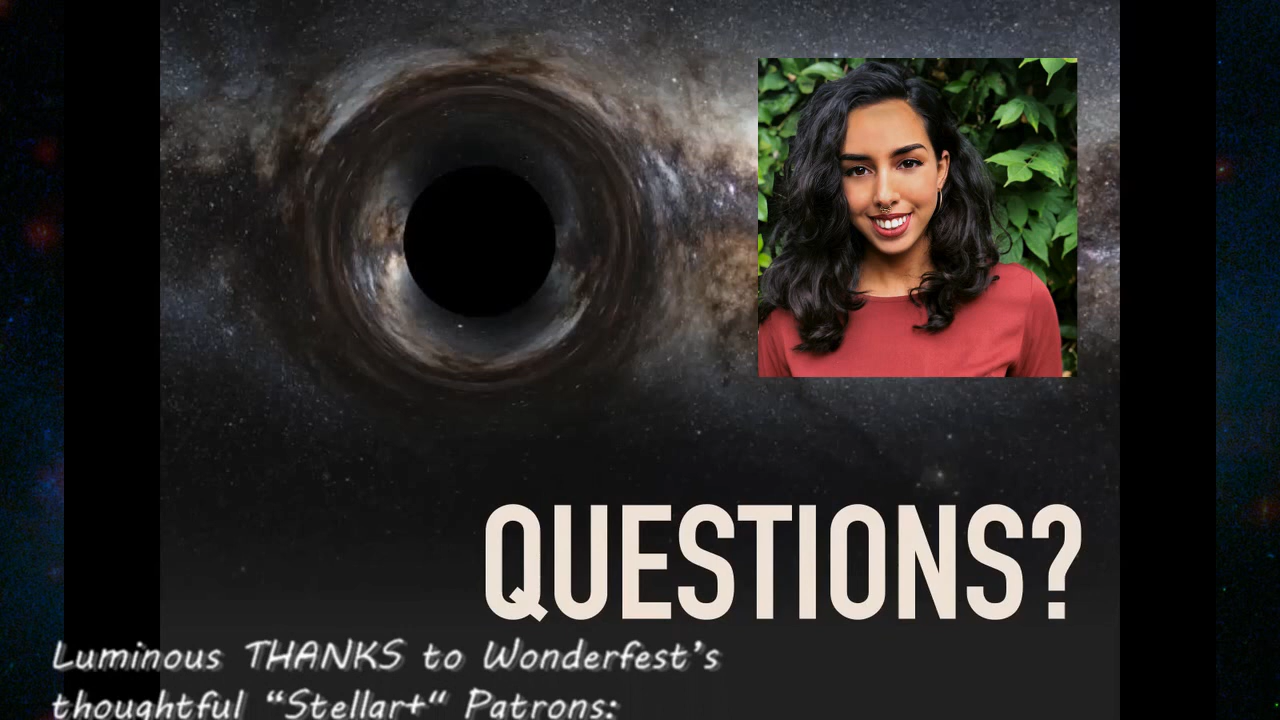 QUESTIONS?
Luminous THANKS to Wonderfest's
thoughtful “Stellar+“ Patrons: